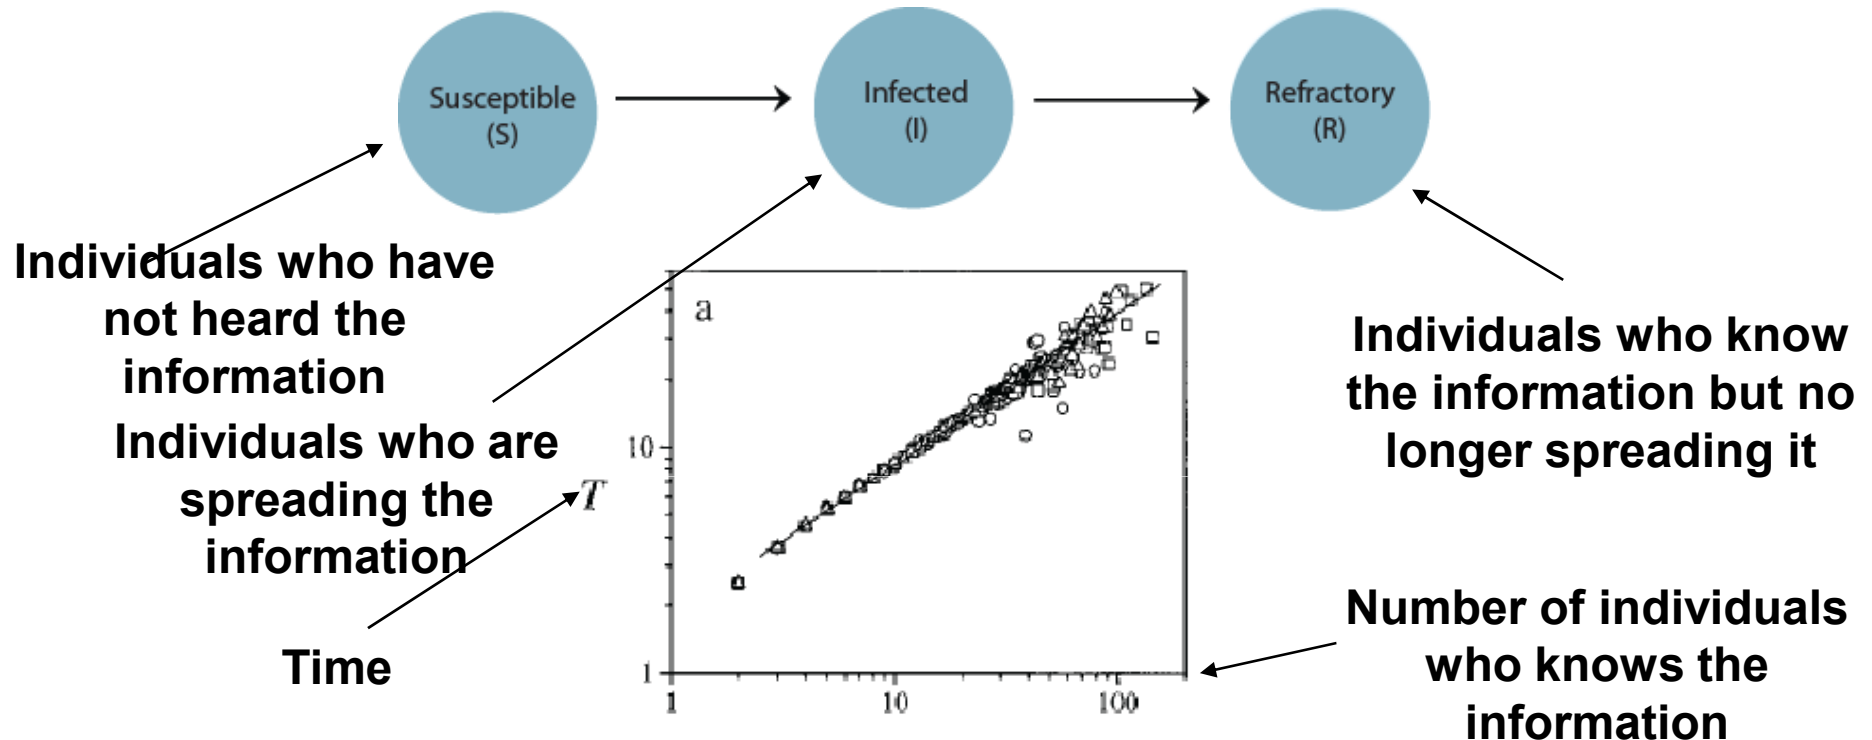 Susceptible
(S)
Infected
(I)
Refractory
(R)
Individuals who have
not heard the
information
Individuals who are
spreading the
information
Time
a
10
T
1
1
10
100
Individuals who know
the information but no
longer spreading it
Number of individuals
who knows the
information